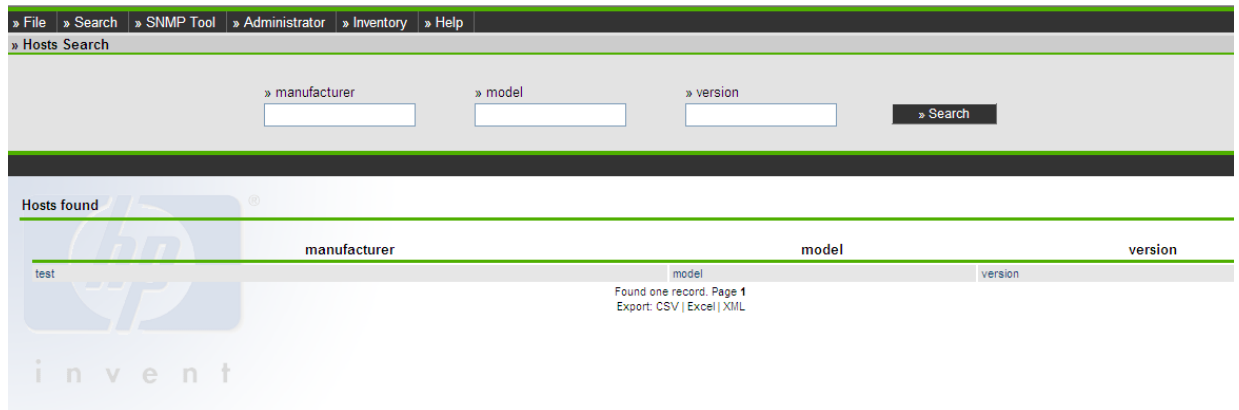 » File » Search » SNMP Tool » Administrator » Inventory » Help
» Hosts Search
» manufacturer » model » version
» Search
Hosts found
hp ®
manufacturer model version
test model version
Found one record. Page 1
Export: CSV | Excel | XML
invent